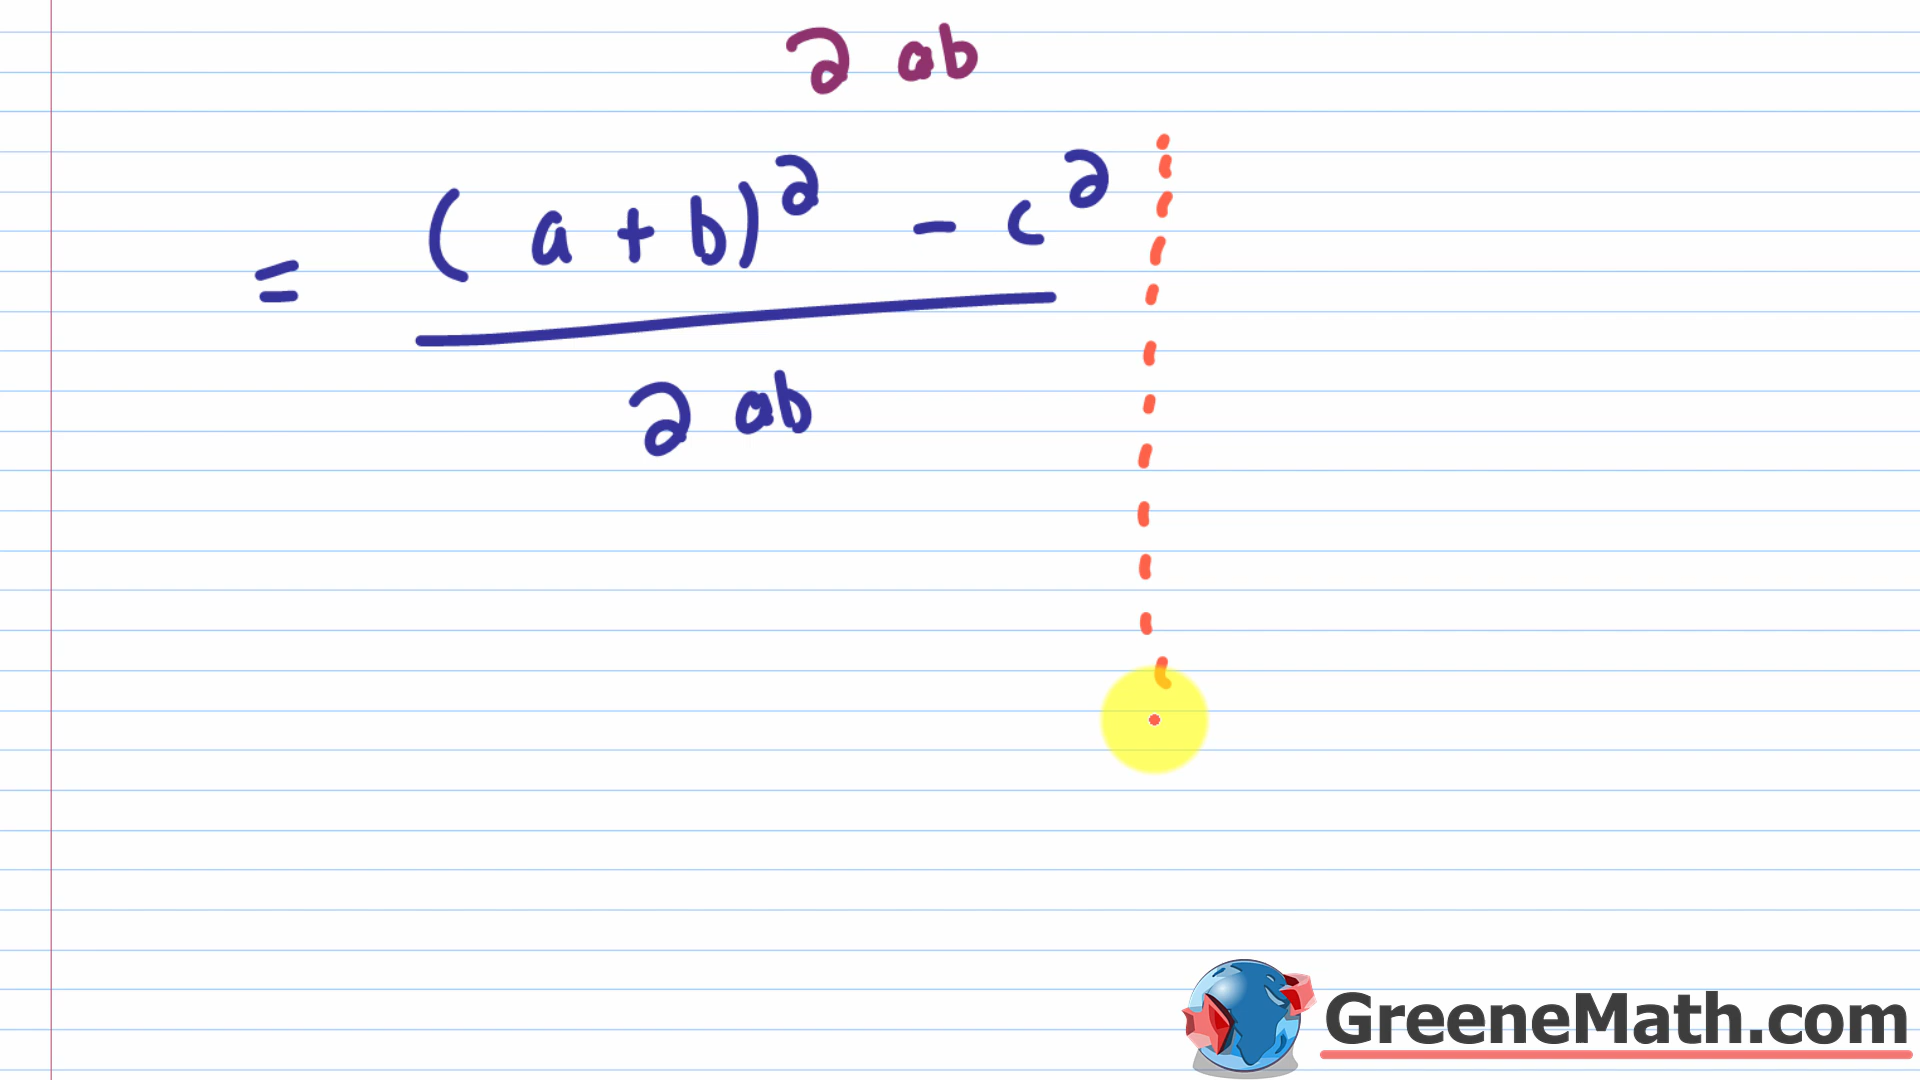 2 ab
= ( a + b)² - c²
2 ab
GreeneMath.com